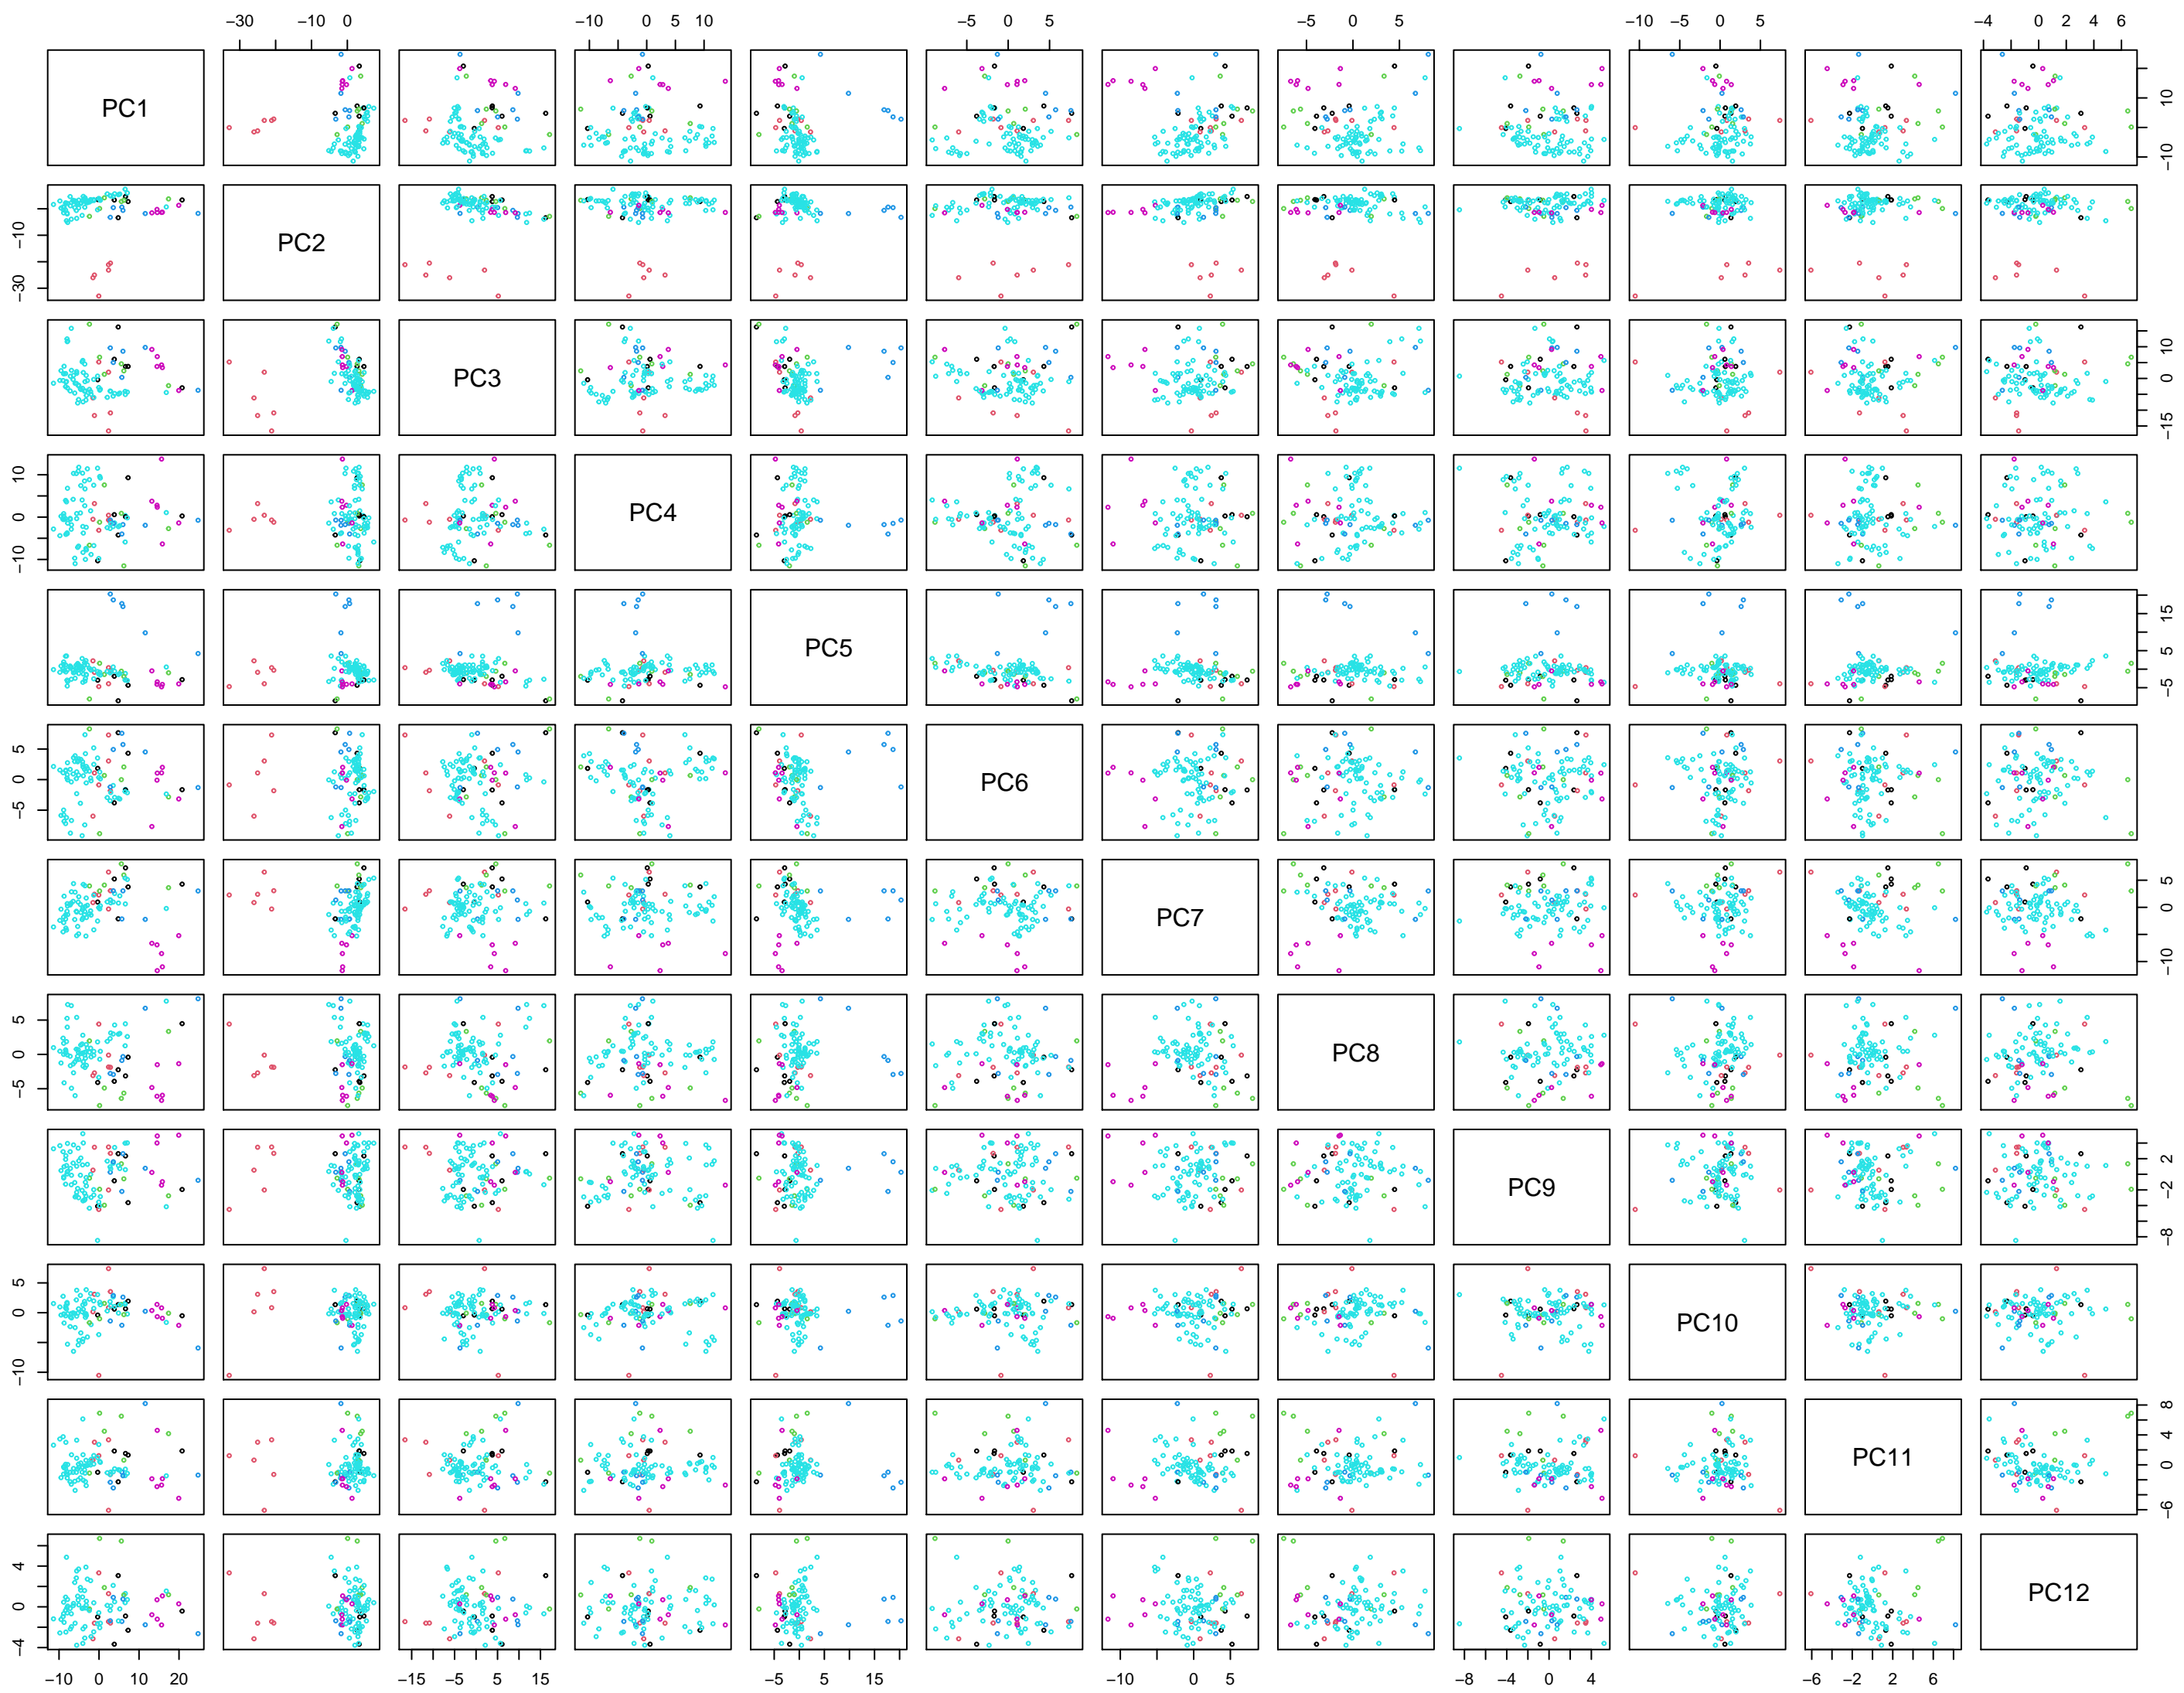 −30 −10 0 −10 0 5 10 −5 0 5 −5 0 5 −10 −5 0 5 −4 0 2 4 6
PC1 −10 10
−30 −10 PC2
PC3 −15 0 10
−10 0 10 PC4
PC5 −5 5 15
−5 0 5 PC6
PC7 −10 0 5
−5 0 5 PC8
PC9 −8 −2 2
−10 0 5 PC10
PC11 −6 0 4 8
−4 0 4 PC12
−10 0 10 20 −15 −5 5 15 −5 5 15 −10 0 5 −8 −4 0 4 −6 −2 2 6